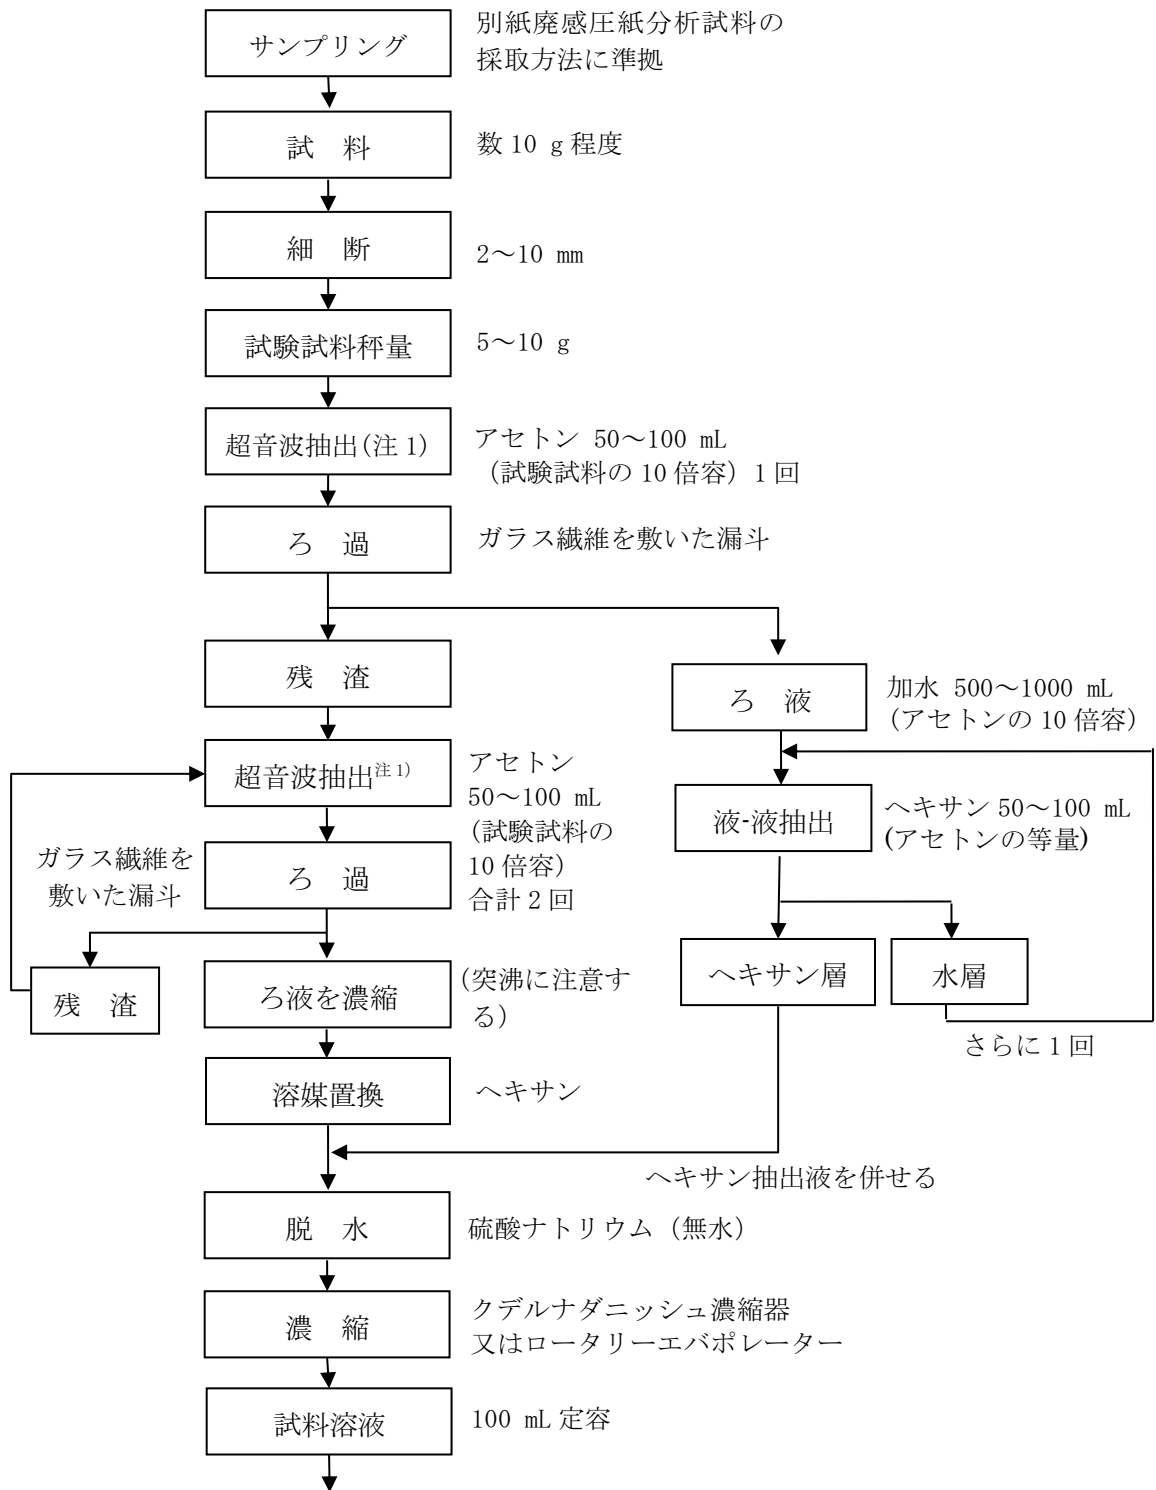 サンプリング
別紙廃感圧紙分析試料の
採取方法に準拠
試 料
数10 g程度
細 断
2～10 mm
試験試料秤量
5～10 g
超音波抽出(注1)
アセトン 50～100 mL
(試験試料の10倍容) 1回
ろ 過
ガラス繊維を敷いた漏斗
残 渣
ろ 液
加水 500～1000 mL
(アセトンの10倍容)
超音波抽出注1)
アセトン
50～100 mL
(試験試料の
10倍容)
合計2回
液-液抽出
ヘキサン 50～100 mL
(アセトンの等量)
ガラス繊維を
敷いた漏斗
ろ 過
残 渣
ろ液を濃縮
(突沸に注意す
る)
ヘキサン層
水層
さらに1回
溶媒置換
ヘキサン
ヘキサン抽出液を併せる
脱 水
硫酸ナトリウム (無水)
濃 縮
クデルナダニッシュ濃縮器
又はロータリーエバポレーター
試料溶液
100 mL定容